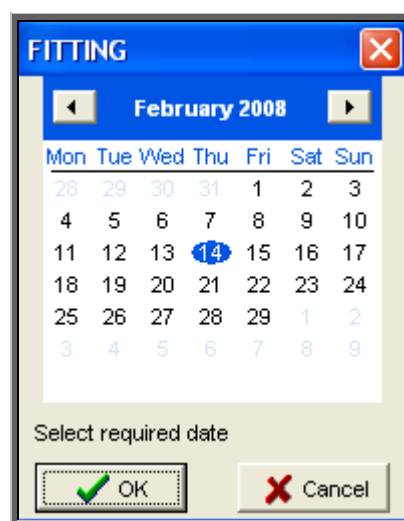 FITTING
February 2008
Mon Tue Wed Thu Fri Sat Sun
28 29 30 31 1 2 3
4 5 6 7 8 9 10
11 12 13 14 15 16 17
18 19 20 21 22 23 24
25 26 27 28 29 1 2
3 4 5 6 7 8 9
Select required date
OK Cancel